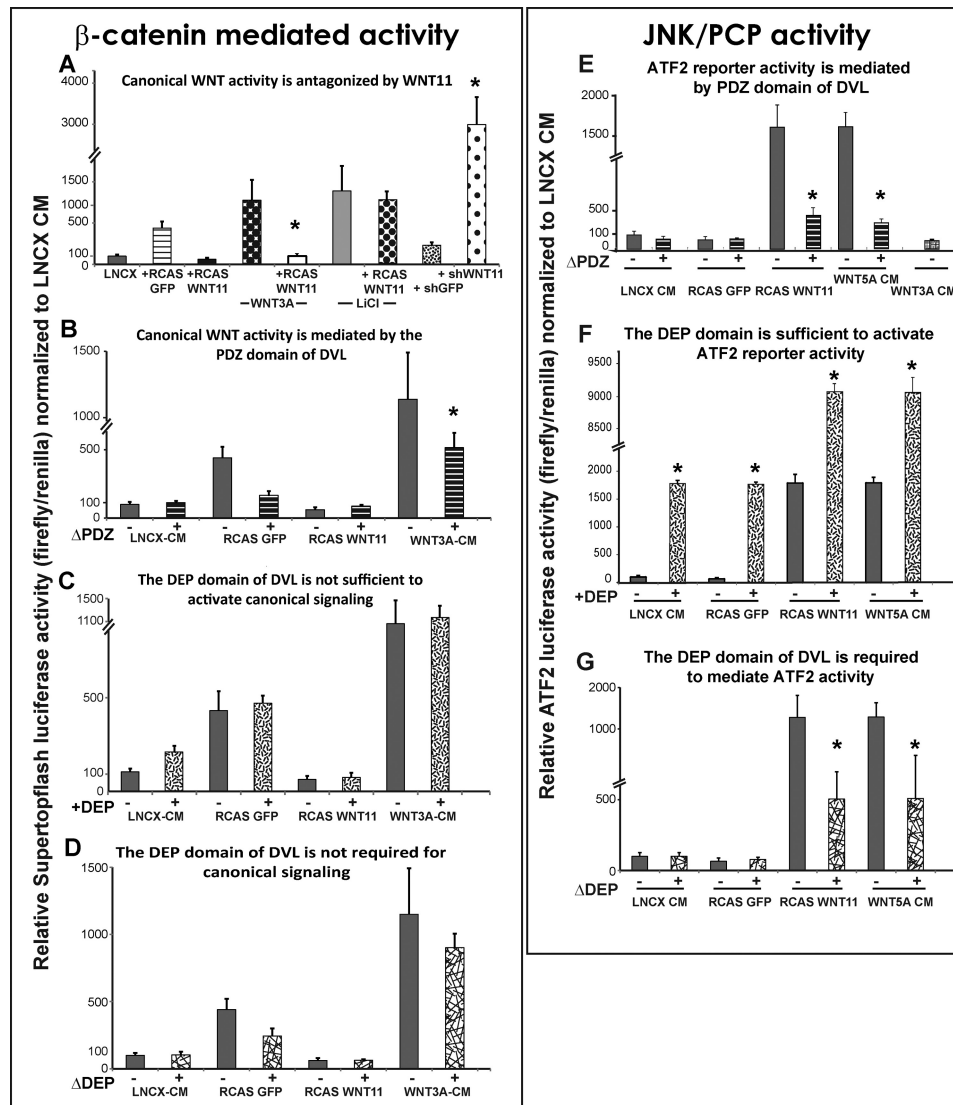 β-catenin mediated activity
Relative Supertopflash luciferase activity (firefly/renilla) normalized to LNCX CM
A
Canonical WNT activity is antagonized by WNT11
4000
3000
1500
1000
100
0
*
*
LNCX +RCAS +RCAS +RCAS + RCAS + shWNT11
GFP WNT11 WNT11 WNT11 + shGFP
WNT3A LiCl
B
Canonical WNT activity is mediated by the
PDZ domain of DVL
1500
1000
500
100
0
*
ΔPDZ - + - + - + - +
LNCX-CM RCAS GFP RCAS WNT11 WNT3A-CM
C
The DEP domain of DVL is not sufficient to
activate canonical signaling
1500
1100
500
100
0
+DEP - + - + - + - +
LNCX-CM RCAS GFP RCAS WNT11 WNT3A-CM
D
The DEP domain of DVL is not required for
canonical signaling
1500
1000
500
100
0
ΔDEP - + - + - + - +
LNCX-CM RCAS GFP RCAS WNT11 WNT3A-CM
JNK/PCP activity
Relative ATF2 luciferase activity (firefly/renilla) normalized to LNCX CM
E
ATF2 reporter activity is mediated
by PDZ domain of DVL
2000
1500
500
100
0
* *
ΔPDZ - + - + - + - + -
LNCX CM RCAS GFP RCAS WNT11 WNT5A CM WNT3A CM
F
The DEP domain is sufficient to activate
ATF2 reporter activity
9500
9000
8500
2000
1500
1000
500
0
* * * *
+DEP - + - + - + - +
LNCX CM RCAS GFP RCAS WNT11 WNT5A CM
G
The DEP domain of DVL is required
to mediate ATF2 activity
2000
1000
500
0
* *
ΔDEP - + - + - + - +
LNCX CM RCAS GFP RCAS WNT11 WNT5A CM